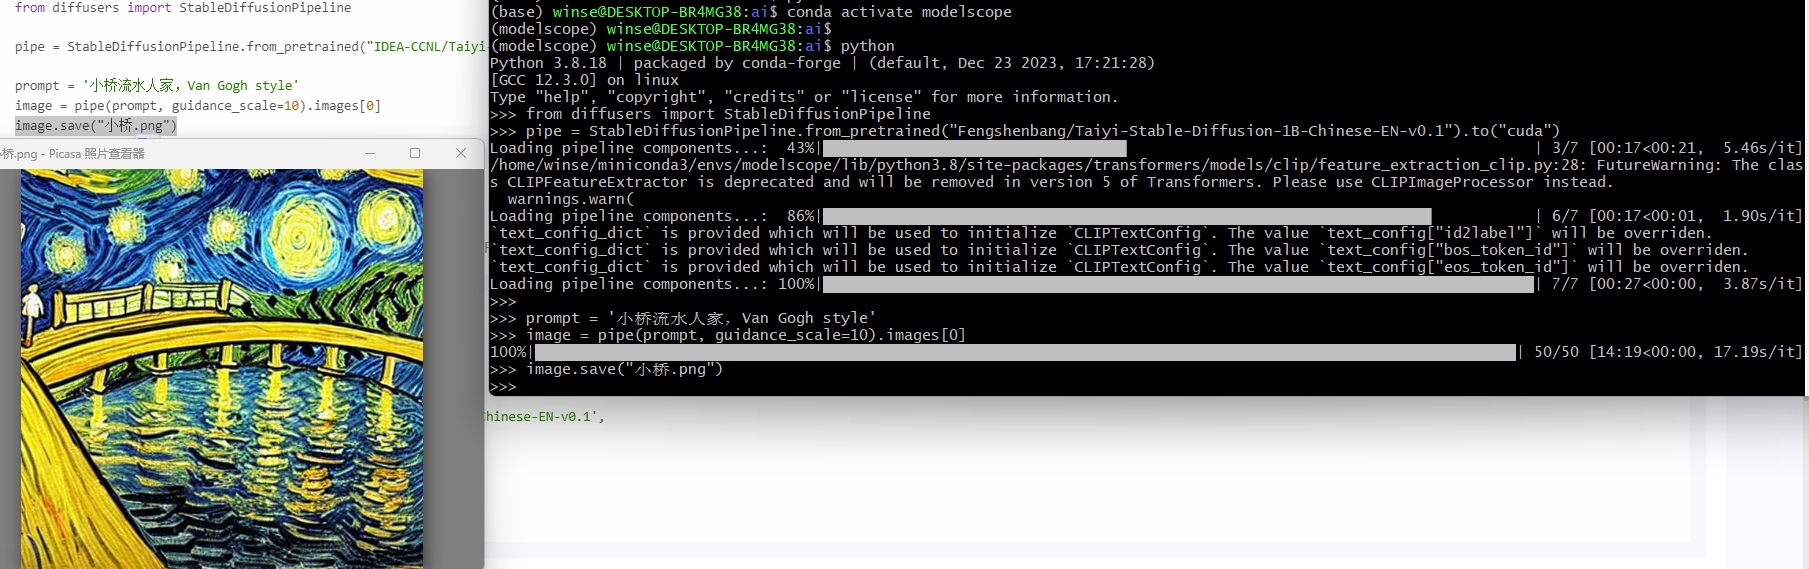 from diffusers import StableDiffusionPipeline
pipe = StableDiffusionPipeline.from_pretrained("IDEA-CCNL/Taiyi-
prompt = '小桥流水人家，Van Gogh style'
image = pipe(prompt, guidance_scale=10).images[0]
image.save("小桥.png")
桥.png - Picasa 照片查看器
(base) winse@DESKTOP-BR4MG38:ai$ conda activate modelscope
(modelscope) winse@DESKTOP-BR4MG38:ai$
(modelscope) winse@DESKTOP-BR4MG38:ai$ python
Python 3.8.18 | packaged by conda-forge | (default, Dec 23 2023, 17:21:28)
[GCC 12.3.0] on linux
Type "help", "copyright", "credits" or "license" for more information.
>>> from diffusers import StableDiffusionPipeline
>>> pipe = StableDiffusionPipeline.from_pretrained("Fengshenbang/Taiyi-Stable-Diffusion-1B-Chinese-EN-v0.1").to("cuda")
Loading pipeline components...:  43%| | 3/7 [00:17<00:21,  5.46s/it]
/home/winse/miniconda3/envs/modelscope/lib/python3.8/site-packages/transformers/models/clip/feature_extraction_clip.py:28: FutureWarning: The clas
s CLIPFeatureExtractor is deprecated and will be removed in version 5 of Transformers. Please use CLIPImageProcessor instead.
  warnings.warn(
Loading pipeline components...:  86%| | 6/7 [00:17<00:01,  1.90s/it]
`text_config_dict` is provided which will be used to initialize `CLIPTextConfig`. The value `text_config["id2label"]` will be overriden.
`text_config_dict` is provided which will be used to initialize `CLIPTextConfig`. The value `text_config["bos_token_id"]` will be overriden.
`text_config_dict` is provided which will be used to initialize `CLIPTextConfig`. The value `text_config["eos_token_id"]` will be overriden.
Loading pipeline components...: 100%| | 7/7 [00:27<00:00,  3.87s/it]
>>>
>>> prompt = '小桥流水人家，Van Gogh style'
>>> image = pipe(prompt, guidance_scale=10).images[0]
100%| | 50/50 [14:19<00:00, 17.19s/it]
>>> image.save("小桥.png")
>>>
Chinese-EN-v0.1',